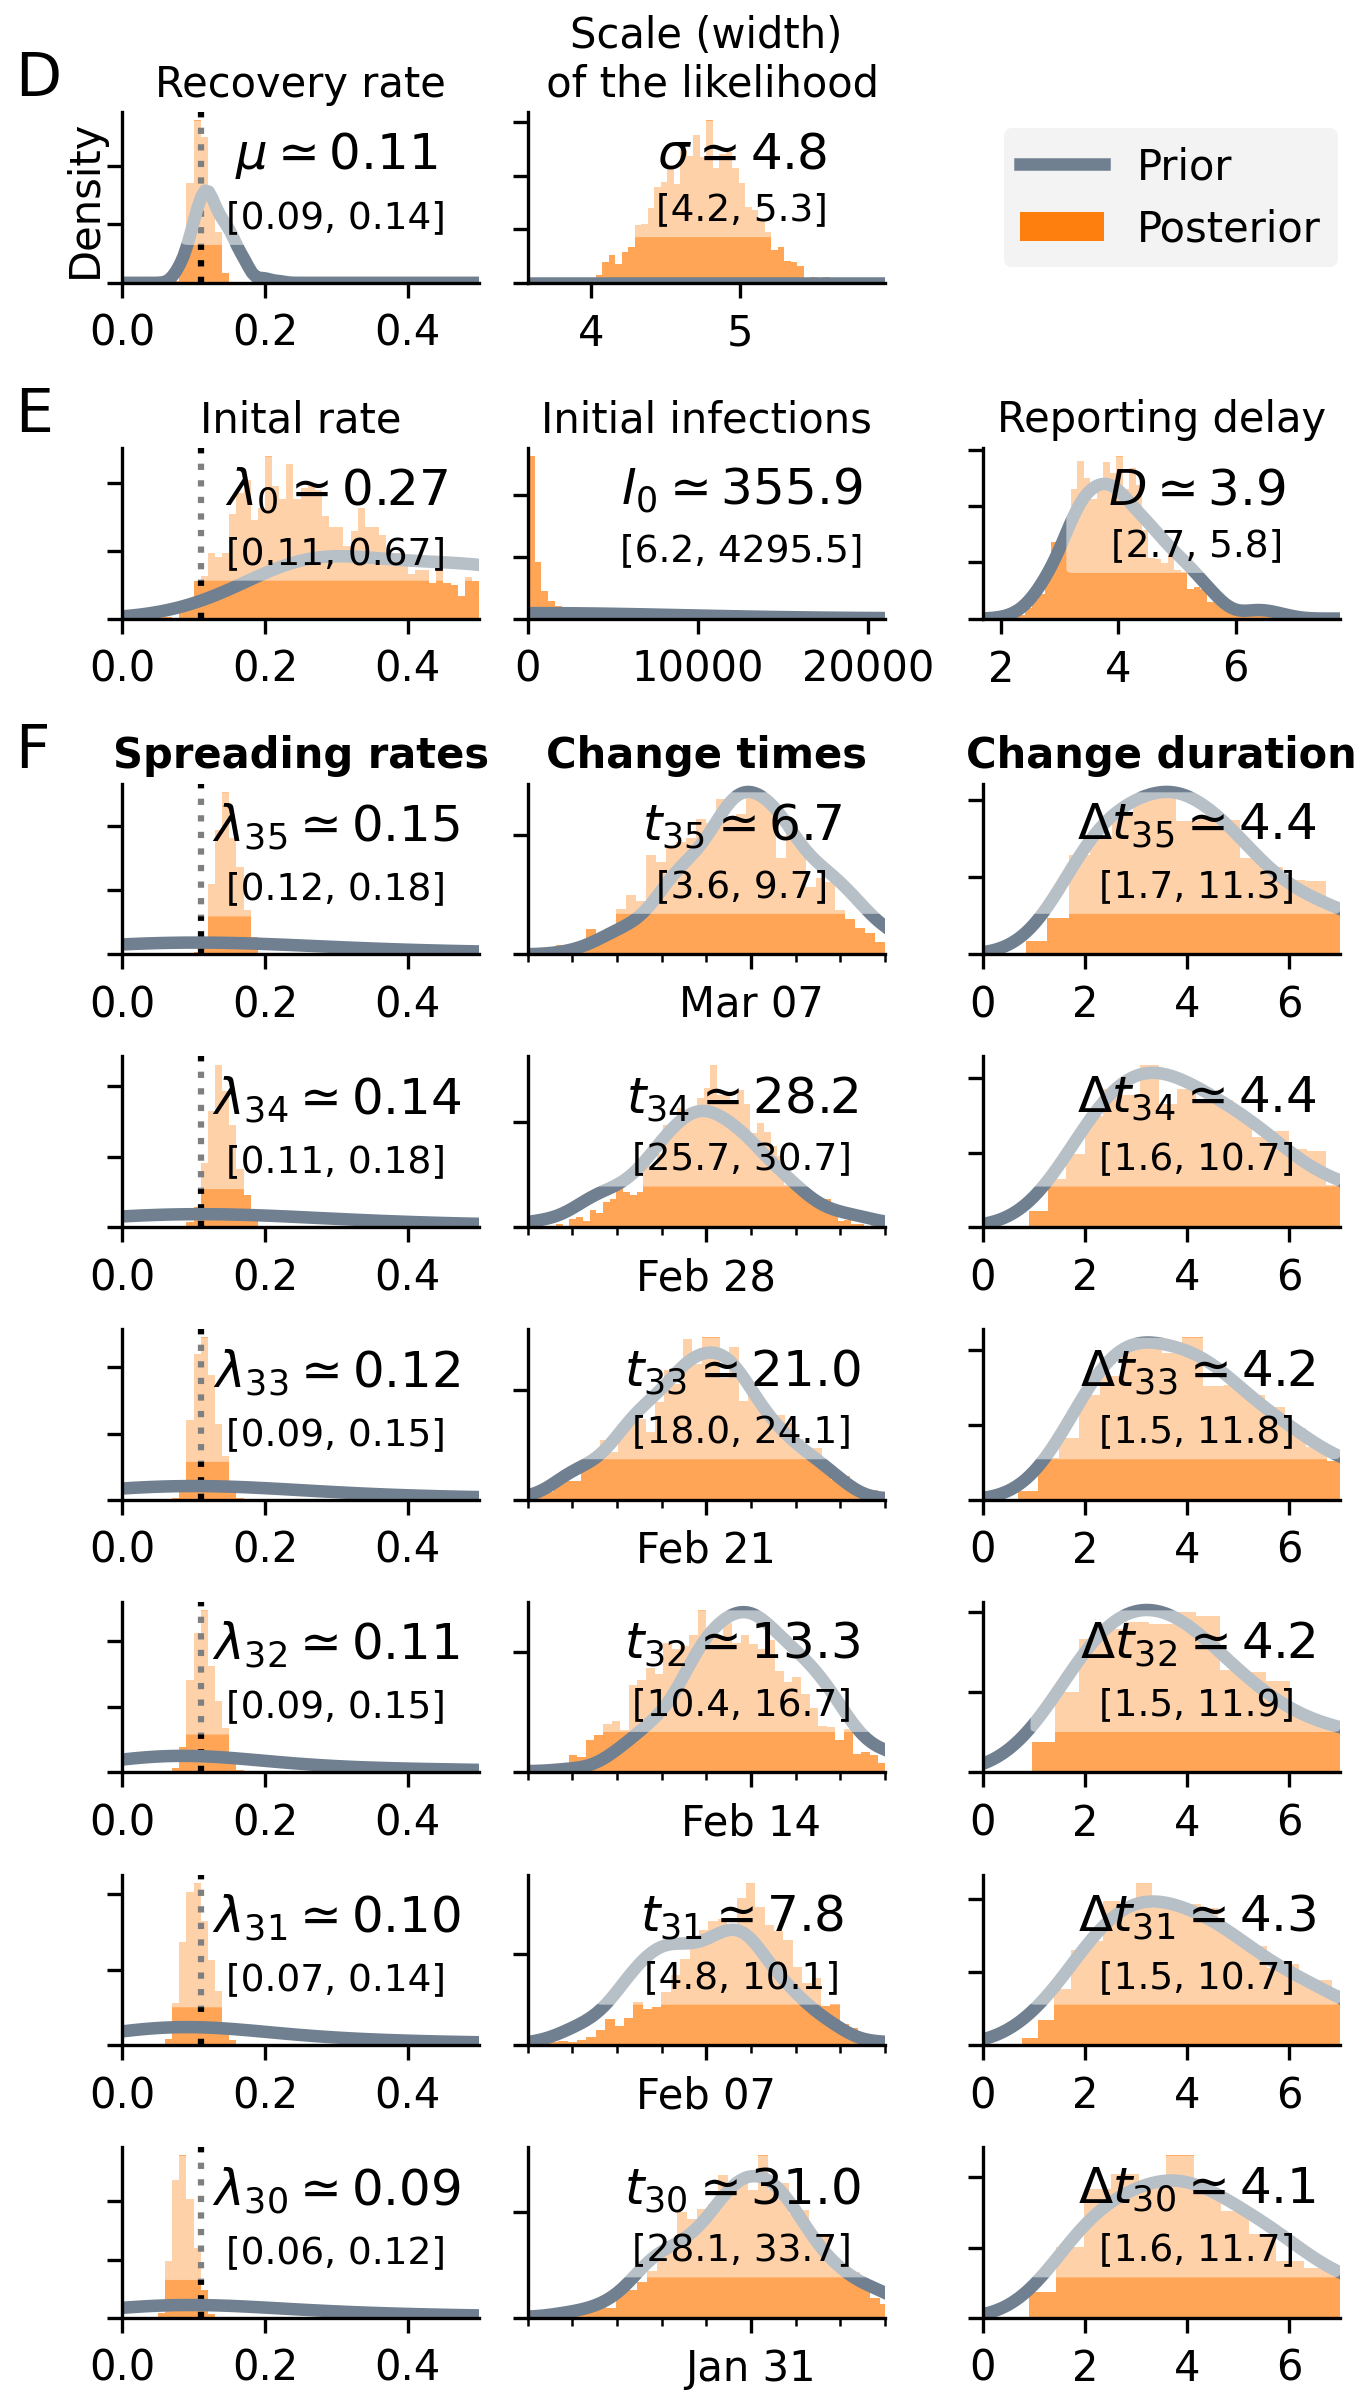 D
Recovery rate
Scale (width)
of the likelihood
Density
μ ≃ 0.11
[0.09, 0.14]
0.0 0.2 0.4
σ ≃ 4.8
[4.2, 5.3]
4 5
Prior
Posterior
E
Inital rate
λ0 ≃ 0.27
[0.11, 0.67]
0.0 0.2 0.4
Initial infections
I0 ≃ 355.9
[6.2, 4295.5]
0 10000 20000
Reporting delay
D ≃ 3.9
[2.7, 5.8]
2 4 6
F
Spreading rates
Change times
Change duration
λ35 ≃ 0.15
[0.12, 0.18]
0.0 0.2 0.4
t35 ≃ 6.7
[3.6, 9.7]
Mar 07
Δt35 ≃ 4.4
[1.7, 11.3]
0 2 4 6
λ34 ≃ 0.14
[0.11, 0.18]
0.0 0.2 0.4
t34 ≃ 28.2
[25.7, 30.7]
Feb 28
Δt34 ≃ 4.4
[1.6, 10.7]
0 2 4 6
λ33 ≃ 0.12
[0.09, 0.15]
0.0 0.2 0.4
t33 ≃ 21.0
[18.0, 24.1]
Feb 21
Δt33 ≃ 4.2
[1.5, 11.8]
0 2 4 6
λ32 ≃ 0.11
[0.09, 0.15]
0.0 0.2 0.4
t32 ≃ 13.3
[10.4, 16.7]
Feb 14
Δt32 ≃ 4.2
[1.5, 11.9]
0 2 4 6
λ31 ≃ 0.10
[0.07, 0.14]
0.0 0.2 0.4
t31 ≃ 7.8
[4.8, 10.1]
Feb 07
Δt31 ≃ 4.3
[1.5, 10.7]
0 2 4 6
λ30 ≃ 0.09
[0.06, 0.12]
0.0 0.2 0.4
t30 ≃ 31.0
[28.1, 33.7]
Jan 31
Δt30 ≃ 4.1
[1.6, 11.7]
0 2 4 6